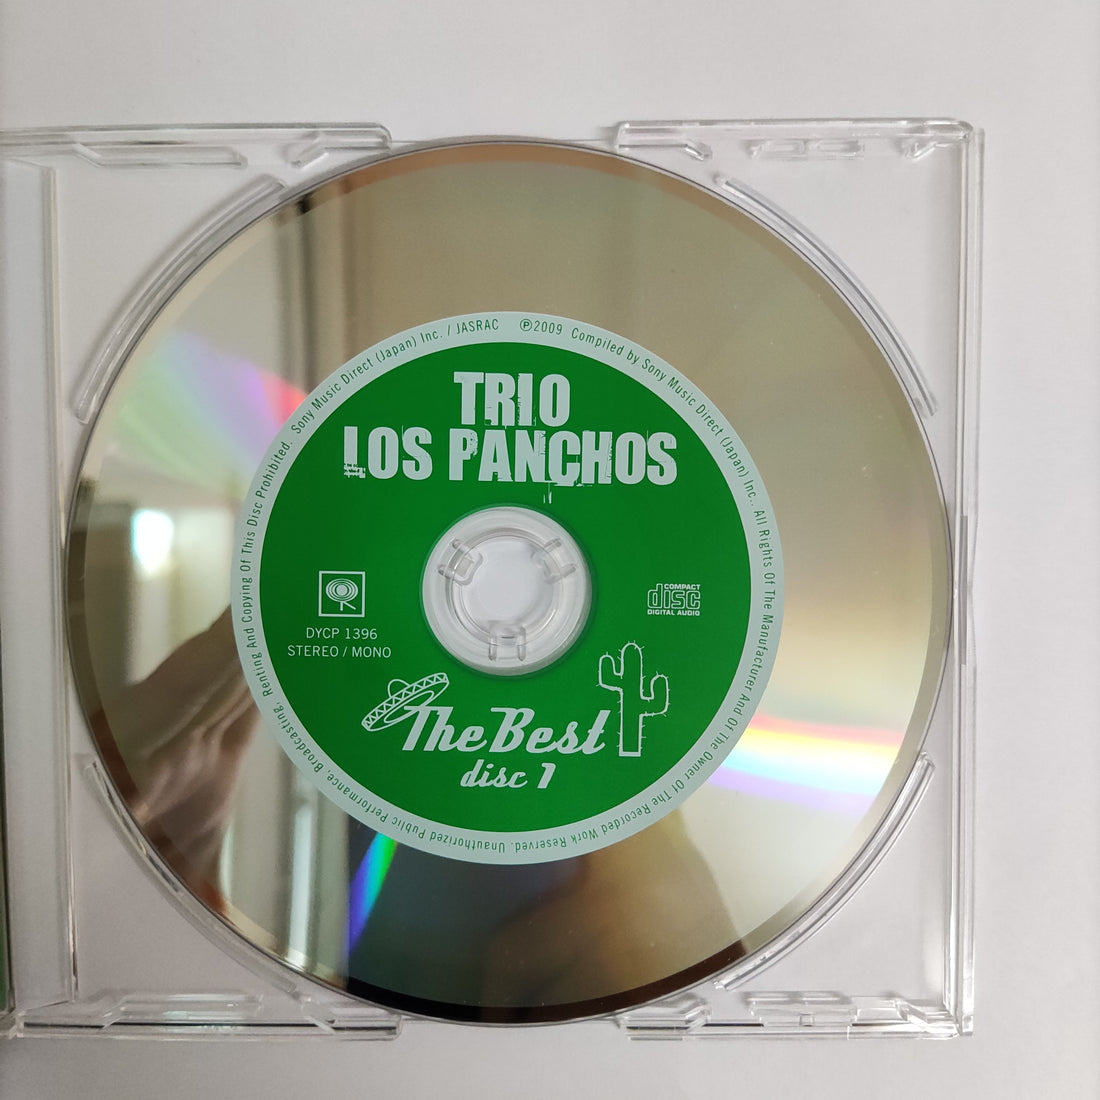 TRIO
LOS PANCHOS
DYCP 1396
STEREO / MONO
COMPACT
disc
DIGITAL AUDIO
The Best
disc 1
℗2009 Compiled by Sony Music Direct (Japan) Inc.. All Rights Of The Manufacturer And Of The Owner Of The Recorded Work Reserved. Unauthorized Public Performance, Broadcasting, Renting And Copying Of This Disc Prohibited. Sony Music Direct (Japan) Inc. / JASRAC